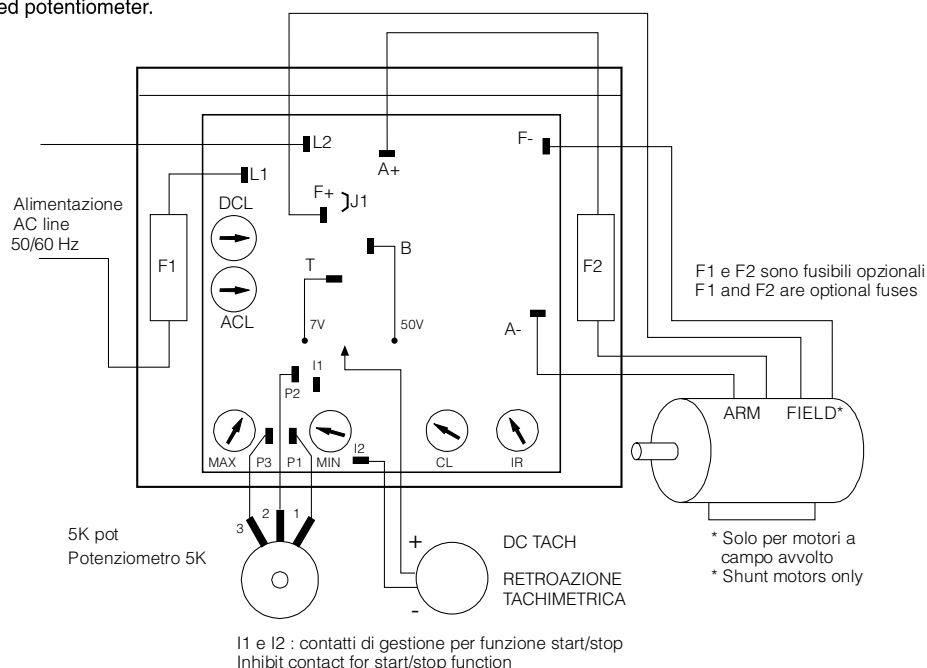 ed potentiometer.
L2
F-
A+
L1
F+
J1
DCL
Alimentazione
AC line
50/60 Hz
B
F1
T
F2
F1 e F2 sono fusibili opzionali
F1 and F2 are optional fuses
ACL
7V
50V
A-
I1
P2
ARM
FIELD*
I2
MAX
P3
P1
MIN
CL
IR
3
2
1
5K pot
Potenziometro 5K
+
DC TACH
RETROAZIONE
TACHIMETRICA
-
* Solo per motori a
campo avvolto
* Shunt motors only
I1 e I2 : contatti di gestione per funzione start/stop
Inhibit contact for start/stop function